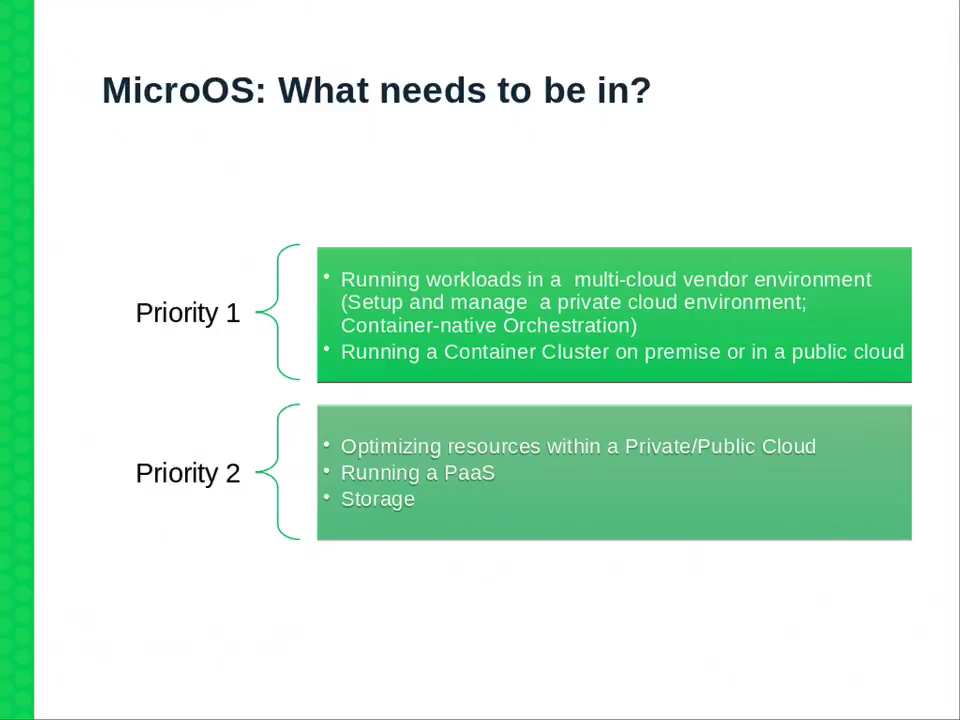 MicroOS: What needs to be in?
Priority 1
• Running workloads in a  multi-cloud vendor environment
(Setup and manage  a private cloud environment;
Container-native Orchestration)
• Running a Container Cluster on premise or in a public cloud
Priority 2
• Optimizing resources within a Private/Public Cloud
• Running a PaaS
• Storage